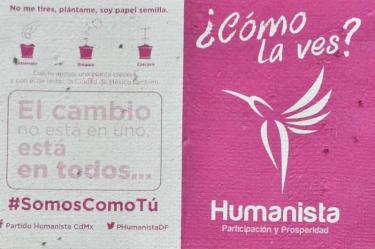 No me tires, plántame, soy papel semilla.
El cambio
no está en uno,
está
en todos...
#SomosComoTú
Partido Humanista CdMx
PHumanistaDF
¿Cómo
la ves?
Humanista
Participación y Prosperidad